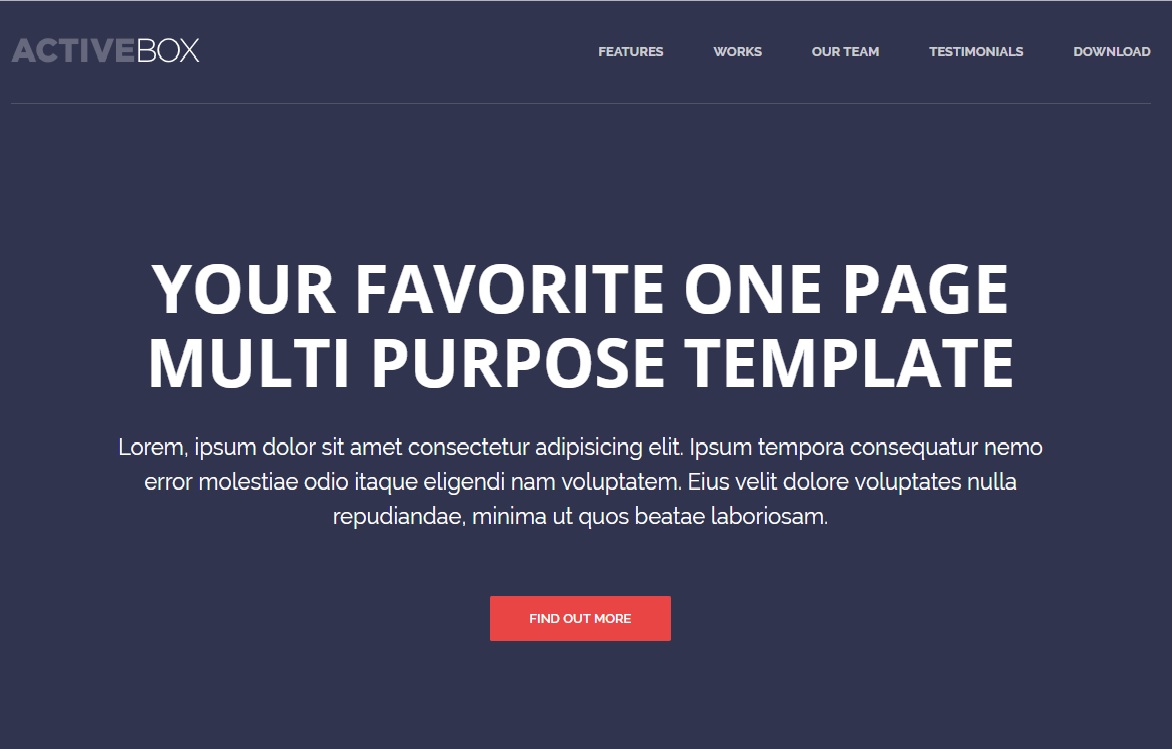 ACTIVEBOX
FEATURES WORKS OUR TEAM TESTIMONIALS DOWNLOAD
YOUR FAVORITE ONE PAGE
MULTI PURPOSE TEMPLATE
Lorem, ipsum dolor sit amet consectetur adipisicing elit. Ipsum tempora consequatur nemo
error molestiae odio itaque eligendi nam voluptatem. Eius velit dolore voluptates nulla
repudiandae, minima ut quos beatae laboriosam.
FIND OUT MORE